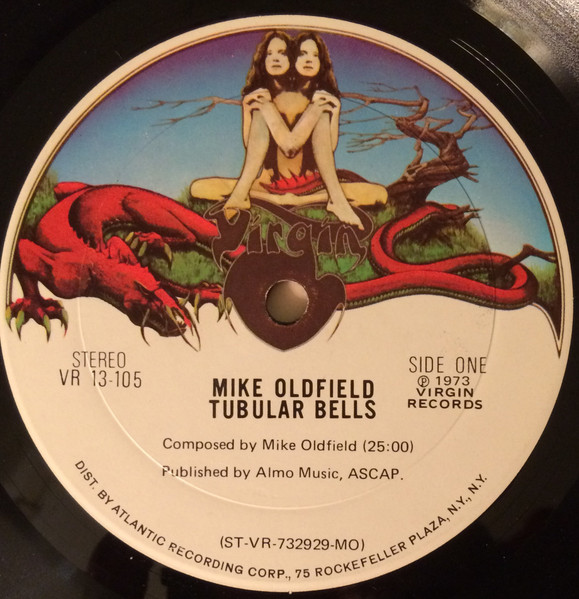 Virgin
STEREO
VR 13-105
SIDE ONE
℗ 1973
VIRGIN
RECORDS
MIKE OLDFIELD
TUBULAR BELLS
Composed by Mike Oldfield (25:00)
Published by Almo Music, ASCAP.
(ST-VR-732929-MO)
DIST. BY ATLANTIC RECORDING CORP., 75 ROCKEFELLER PLAZA, N.Y., N.Y.